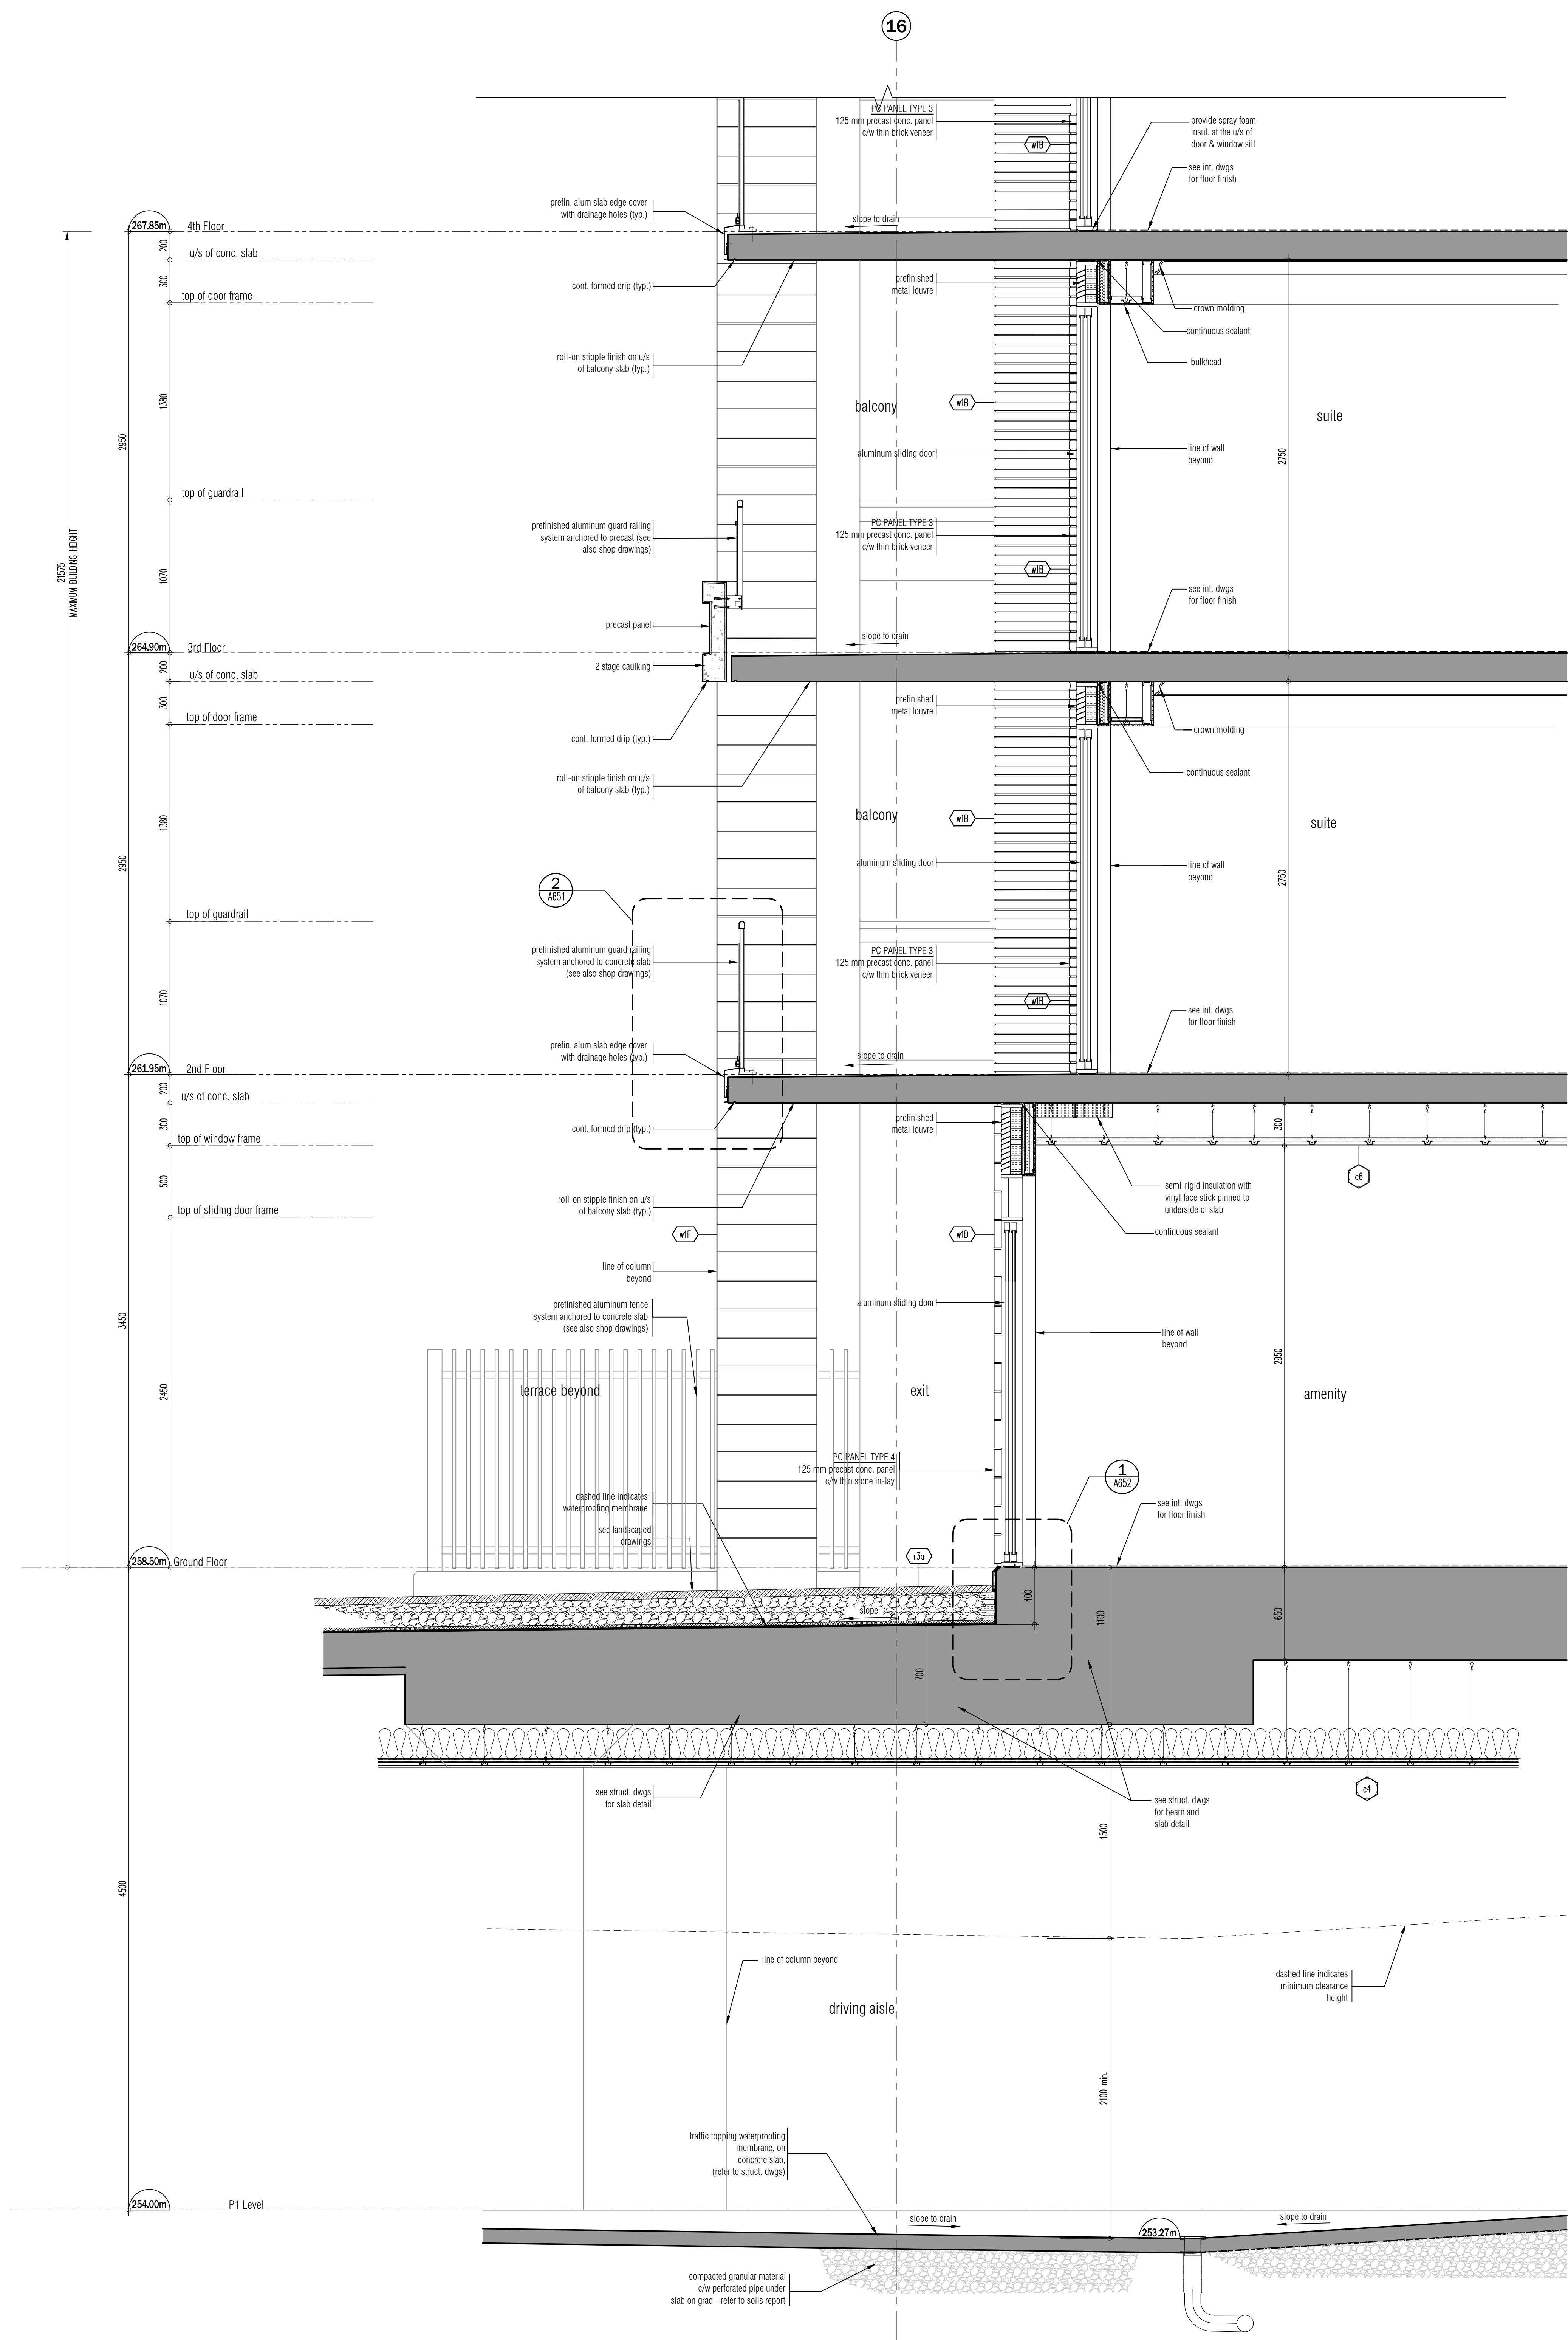 16
PC PANEL TYPE 3
125 mm precast conc. panel
c/w thin brick veneer
w1B
provide spray foam
insul. at the u/s of
door & window sill
see int. dwgs
for floor finish
prefin. alum slab edge cover
with drainage holes (typ.)
slope to drain
267.85m
4th Floor
200
u/s of conc. slab
300
top of door frame
cont. formed drip (typ.)
prefinished
metal louvre
crown molding
continuous sealant
bulkhead
roll-on stipple finish on u/s
of balcony slab (typ.)
1380
2950
balcony
w1B
suite
aluminum sliding door
line of wall
beyond
2750
top of guardrail
prefinished aluminum guard railing
system anchored to precast (see
also shop drawings)
PC PANEL TYPE 3
125 mm precast conc. panel
c/w thin brick veneer
w1B
21575
MAXIMUM BUILDING HEIGHT
1070
see int. dwgs
for floor finish
precast panel
slope to drain
264.90m
3rd Floor
2 stage caulking
200
u/s of conc. slab
300
top of door frame
prefinished
metal louvre
cont. formed drip (typ.)
crown molding
continuous sealant
roll-on stipple finish on u/s
of balcony slab (typ.)
1380
2950
balcony
w1B
suite
aluminum sliding door
line of wall
beyond
2750
2
A651
top of guardrail
prefinished aluminum guard railing
system anchored to concrete slab
(see also shop drawings)
PC PANEL TYPE 3
125 mm precast conc. panel
c/w thin brick veneer
w1B
1070
see int. dwgs
for floor finish
prefin. alum slab edge cover
with drainage holes (typ.)
slope to drain
261.95m
2nd Floor
200
u/s of conc. slab
300
top of window frame
cont. formed drip (typ.)
prefinished
metal louvre
300
c6
500
semi-rigid insulation with
vinyl face stick pinned to
underside of slab
continuous sealant
roll-on stipple finish on u/s
of balcony slab (typ.)
top of sliding door frame
w1F
w1D
line of column
beyond
prefinished aluminum fence
system anchored to concrete slab
(see also shop drawings)
aluminum sliding door
line of wall
beyond
3450
2450
2950
terrace beyond
exit
amenity
PC PANEL TYPE 4
125 mm precast conc. panel
c/w thin stone in-lay
1
A652
dashed line indicates
waterproofing membrane
see int. dwgs
for floor finish
see landscaped
drawings
r3a
258.50m
Ground Floor
slope
400
1100
650
700
see struct. dwgs
for slab detail
c4
see struct. dwgs
for beam and
slab detail
1500
4500
line of column beyond
dashed line indicates
minimum clearance
height
driving aisle
2100 min.
traffic topping waterproofing
membrane, on
concrete slab,
(refer to struct. dwgs)
254.00m
P1 Level
slope to drain
253.27m
slope to drain
compacted granular material
c/w perforated pipe under
slab on grad - refer to soils report